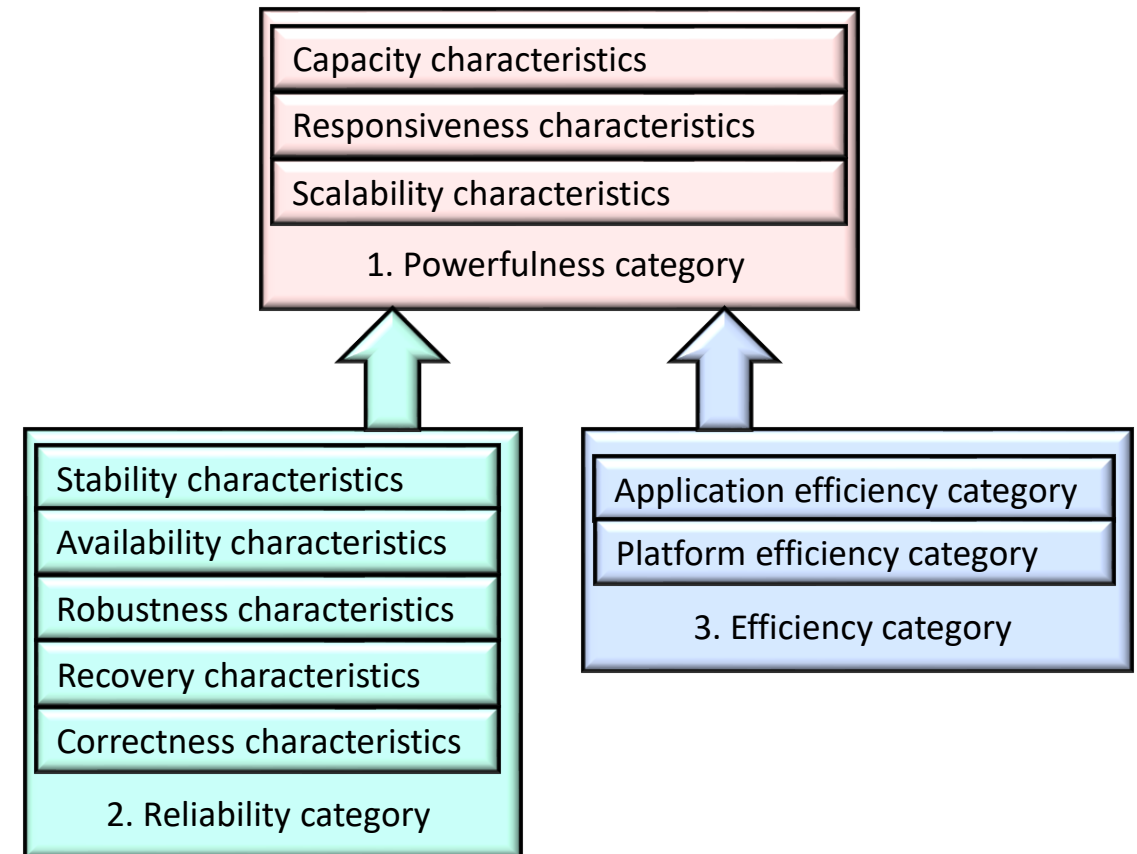 Capacity characteristics
Responsiveness characteristics
Scalability characteristics
1. Powerfulness category
Stability characteristics
Availability characteristics
Robustness characteristics
Recovery characteristics
Correctness characteristics
2. Reliability category
Application efficiency category
Platform efficiency category
3. Efficiency category